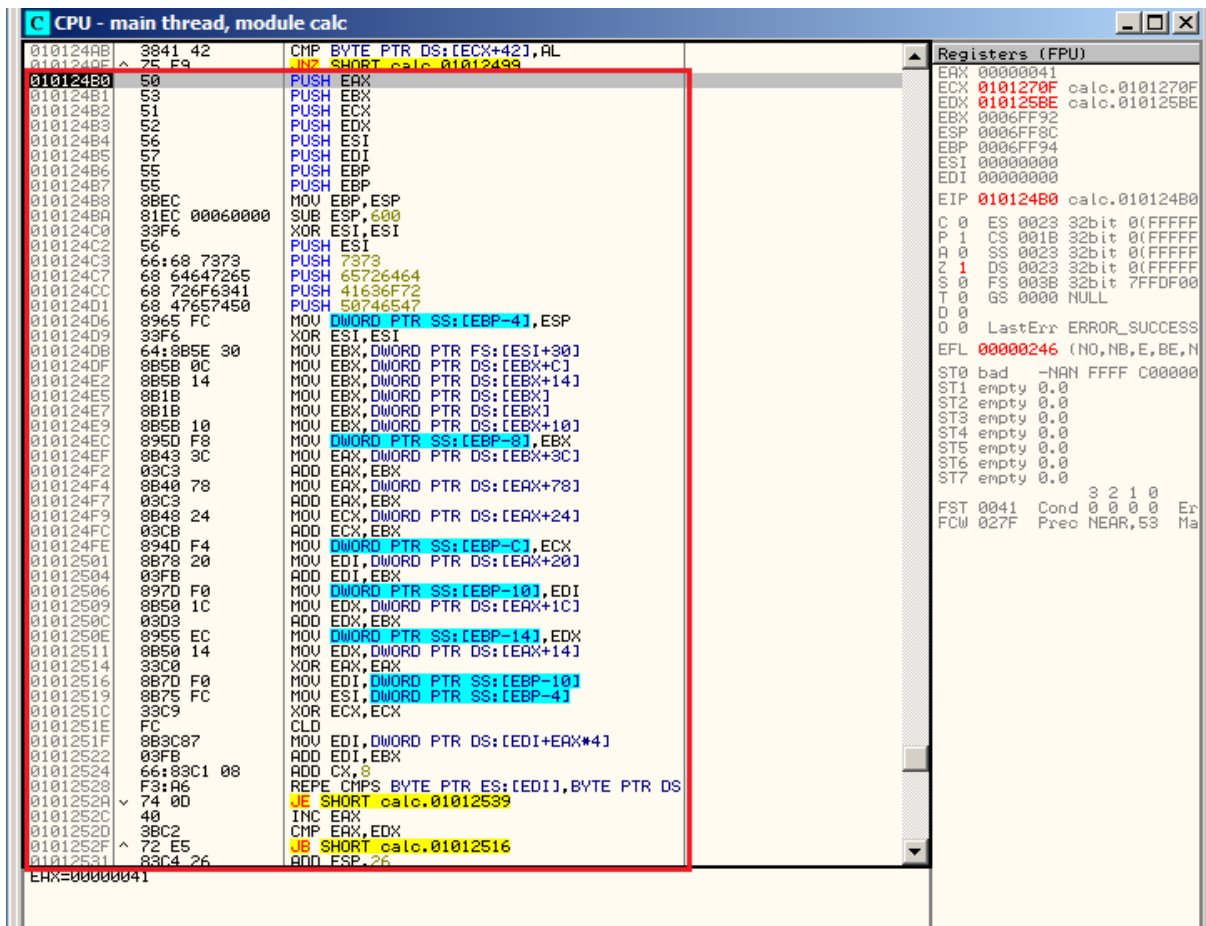 C CPU - main thread, module calc
010124AB 3841 42 CMP BYTE PTR DS:[ECX+42],AL
010124AE ^ 75 E9 JNZ SHORT calc.01012499
010124B0 50 PUSH EAX
010124B1 53 PUSH EBX
010124B2 51 PUSH ECX
010124B3 52 PUSH EDX
010124B4 56 PUSH ESI
010124B5 57 PUSH EDI
010124B6 55 PUSH EBP
010124B7 55 PUSH EBP
010124B8 8BEC MOV EBP,ESP
010124BA 81EC 00060000 SUB ESP,600
010124C0 33F6 XOR ESI,ESI
010124C2 56 PUSH ESI
010124C3 66:68 7373 PUSH 7373
010124C7 68 64647265 PUSH 65726464
010124CC 68 726F6341 PUSH 41636F72
010124D1 68 47657450 PUSH 50746547
010124D6 8965 FC MOV DWORD PTR SS:[EBP-4],ESP
010124D9 33F6 XOR ESI,ESI
010124DB 64:8B5E 30 MOV EBX,DWORD PTR FS:[ESI+30]
010124DF 8B5B 0C MOV EBX,DWORD PTR DS:[EBX+C]
010124E2 8B5B 14 MOV EBX,DWORD PTR DS:[EBX+14]
010124E5 8B1B MOV EBX,DWORD PTR DS:[EBX]
010124E7 8B1B MOV EBX,DWORD PTR DS:[EBX]
010124E9 8B5B 10 MOV EBX,DWORD PTR DS:[EBX+10]
010124EC 895D F8 MOV DWORD PTR SS:[EBP-8],EBX
010124EF 8B43 3C MOV EAX,DWORD PTR DS:[EBX+3C]
010124F2 03C3 ADD EAX,EBX
010124F4 8B40 78 MOV EAX,DWORD PTR DS:[EAX+78]
010124F7 03C3 ADD EAX,EBX
010124F9 8B48 24 MOV ECX,DWORD PTR DS:[EAX+24]
010124FC 03CB ADD ECX,EBX
010124FE 894D F4 MOV DWORD PTR SS:[EBP-C],ECX
01012501 8B78 20 MOV EDI,DWORD PTR DS:[EAX+20]
01012504 03FB ADD EDI,EBX
01012506 897D F0 MOV DWORD PTR SS:[EBP-10],EDI
01012509 8B50 1C MOV EDX,DWORD PTR DS:[EAX+1C]
0101250C 03D3 ADD EDX,EBX
0101250E 8955 EC MOV DWORD PTR SS:[EBP-14],EDX
01012511 8B50 14 MOV EDX,DWORD PTR DS:[EAX+14]
01012514 33C0 XOR EAX,EAX
01012516 8B7D F0 MOV EDI,DWORD PTR SS:[EBP-10]
01012519 8B75 FC MOV ESI,DWORD PTR SS:[EBP-4]
0101251C 33C9 XOR ECX,ECX
0101251E FC CLD
0101251F 8B3C87 MOV EDI,DWORD PTR DS:[EDI+EAX*4]
01012522 03FB ADD EDI,EBX
01012524 66:83C1 08 ADD CX,8
01012528 F3:A6 REPE CMPS BYTE PTR ES:[EDI],BYTE PTR DS
0101252A 74 0D JE SHORT calc.01012539
0101252C 40 INC EAX
0101252D 3BC2 CMP EAX,EDX
0101252F ^ 72 E5 JB SHORT calc.01012516
01012531 83C4 26 ADD ESP,26
EAX=00000041
Registers (FPU)
EAX 00000041
ECX 0101270F calc.0101270F
EDX 010125BE calc.010125BE
EBX 0006FF92
ESP 0006FF8C
EBP 0006FF94
ESI 00000000
EDI 00000000
EIP 010124B0 calc.010124B0
C 0 ES 0023 32bit 0(FFFFF
P 1 CS 001B 32bit 0(FFFFF
A 0 SS 0023 32bit 0(FFFFF
Z 1 DS 0023 32bit 0(FFFFF
S 0 FS 003B 32bit 7FFDF00
T 0 GS 0000 NULL
D 0
O 0 LastErr ERROR_SUCCESS
EFL 00000246 (NO,NB,E,BE,N
ST0 bad -NAN FFFF C00000
ST1 empty 0.0
ST2 empty 0.0
ST3 empty 0.0
ST4 empty 0.0
ST5 empty 0.0
ST6 empty 0.0
ST7 empty 0.0
3 2 1 0
FST 0041 Cond 0 0 0 0 Er
FCW 027F Prec NEAR,53 Ma